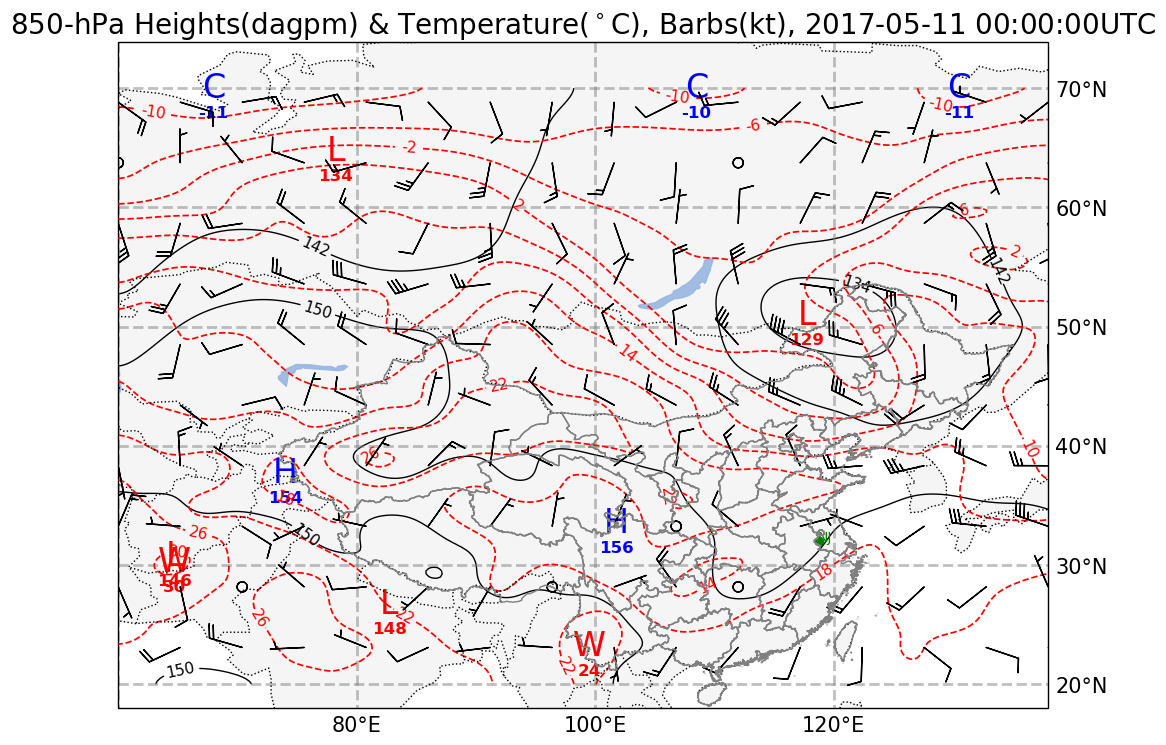 850-hPa Heights(dagpm) & Temperature(°C), Barbs(kt), 2017-05-11 00:00:00UTC
C
-11
C
-10
C
-11
70°N
-10
-10
-10
-6
-2
L
134
2
60°N
-6
2
142
142
150
134
L
129
50°N
6
14
22
26
40°N
10
H
154
18
26
150
H
156
30
L
W
146
30
30°N
14
18
26
L
148
22
W
24
22
150
20°N
80°E
100°E
120°E